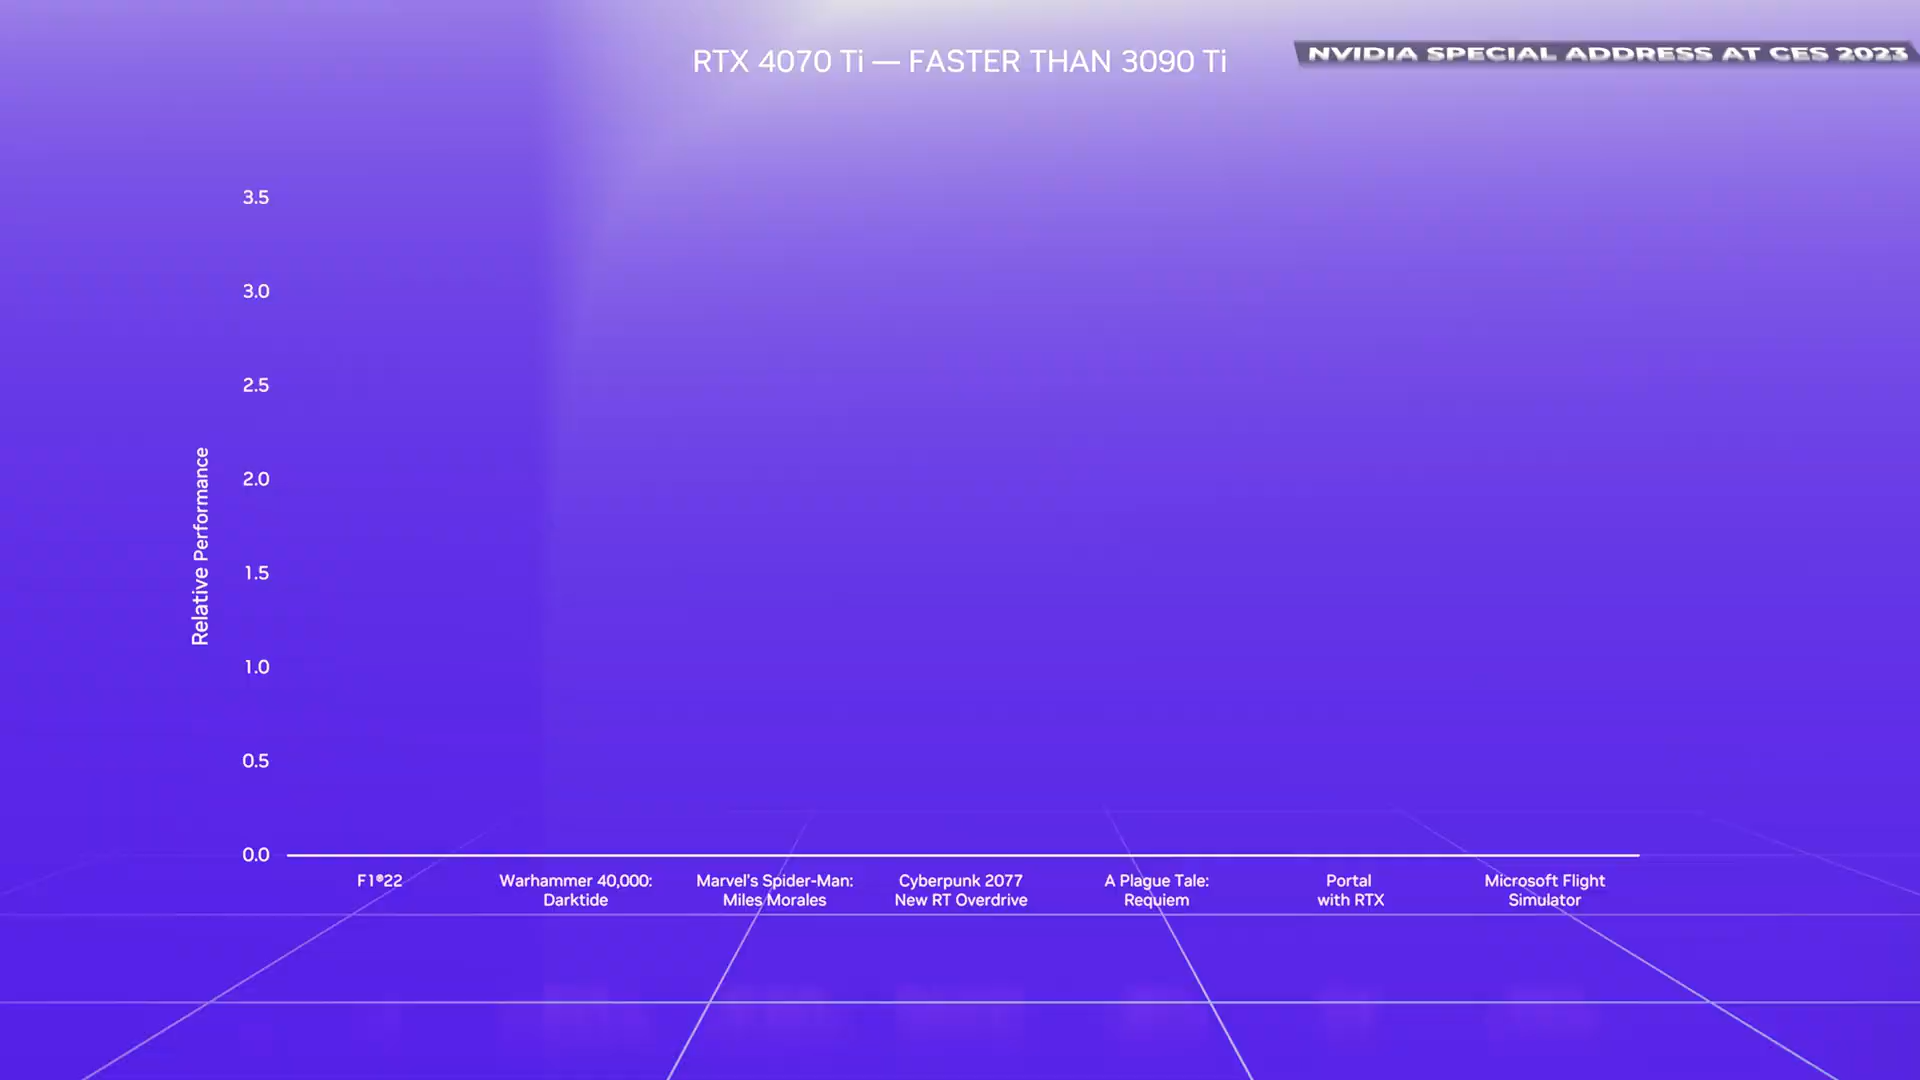 RTX 4070 Ti — FASTER THAN 3090 Ti
NVIDIA SPECIAL ADDRESS AT CES 2023
3.5
3.0
2.5
2.0
1.5
1.0
0.5
0.0
Relative Performance
F1®22
Warhammer 40,000:
Darktide
Marvel's Spider-Man:
Miles Morales
Cyberpunk 2077
New RT Overdrive
A Plague Tale:
Requiem
Portal
with RTX
Microsoft Flight
Simulator